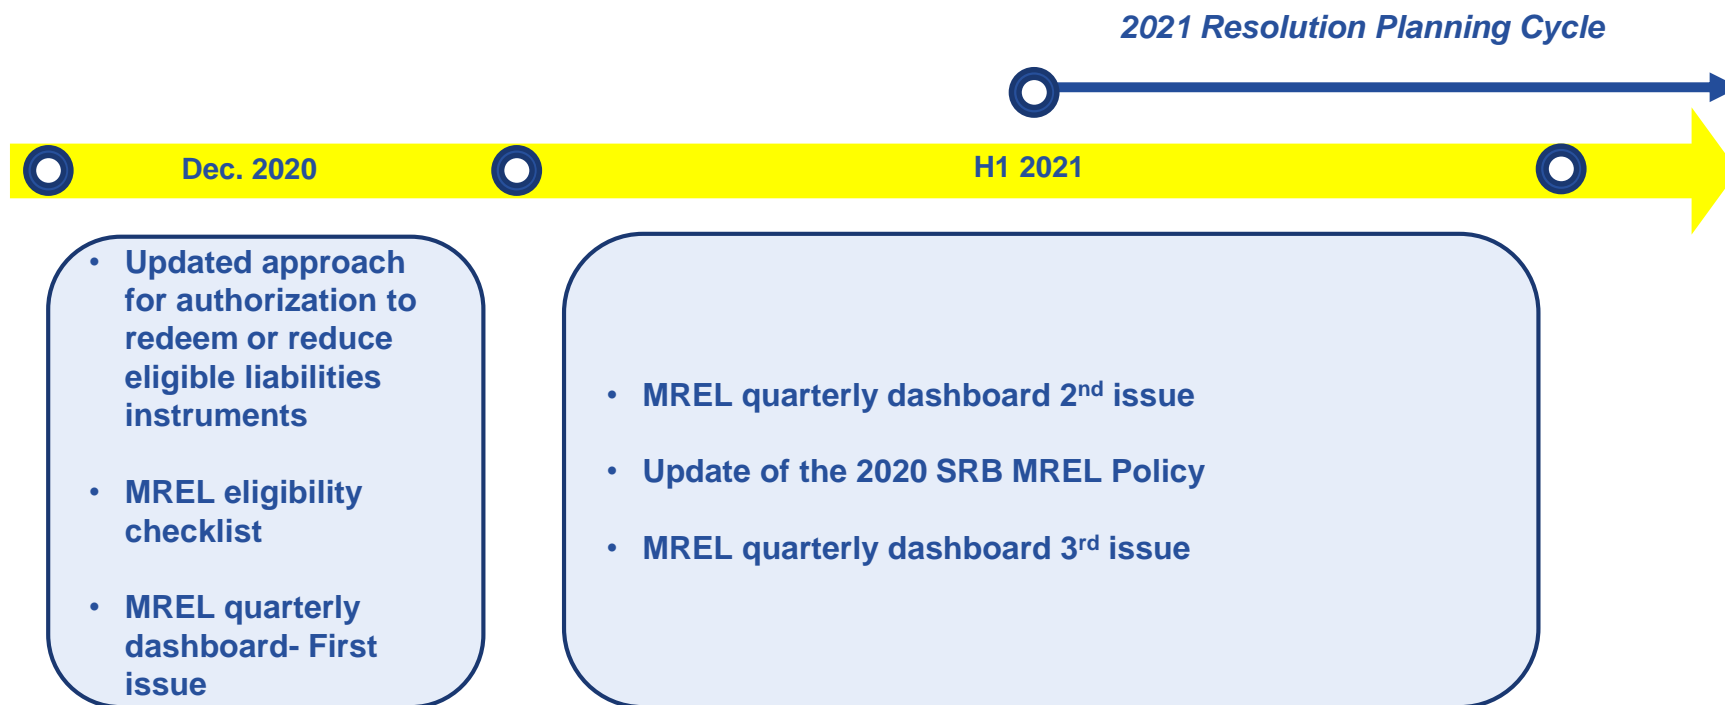 2021 Resolution Planning Cycle
Dec. 2020
H1 2021
• Updated approach
for authorization to
redeem or reduce
eligible liabilities
instruments
• MREL eligibility
checklist
• MREL quarterly
dashboard- First
issue
• MREL quarterly dashboard 2nd issue
• Update of the 2020 SRB MREL Policy
• MREL quarterly dashboard 3rd issue